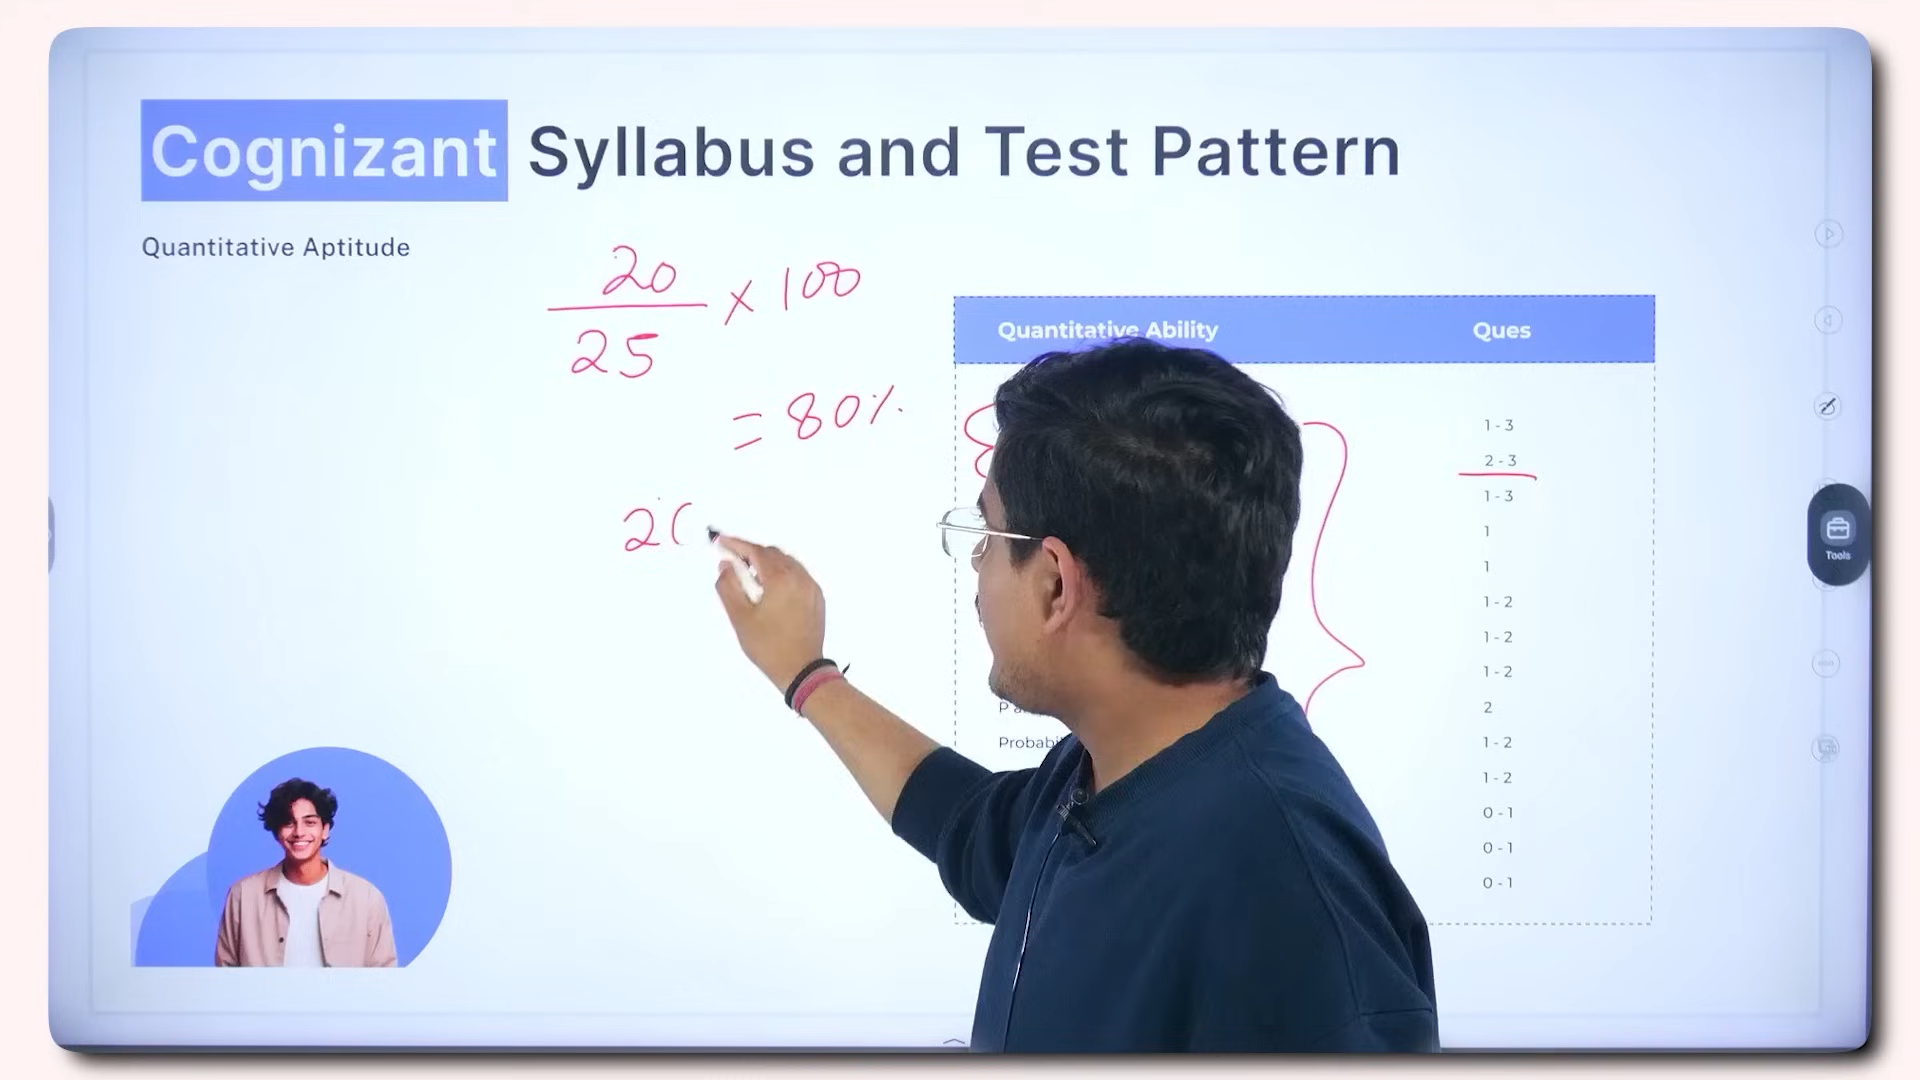 Cognizant Syllabus and Test Pattern
Quantitative Aptitude
20
25
× 100
= 80%
2(
Quantitative Ability Ques
1 - 3
2 - 3
1 - 3
1
1
1 - 2
1 - 2
1 - 2
2
Probabi 1 - 2
1 - 2
0 - 1
0 - 1
0 - 1
Tools